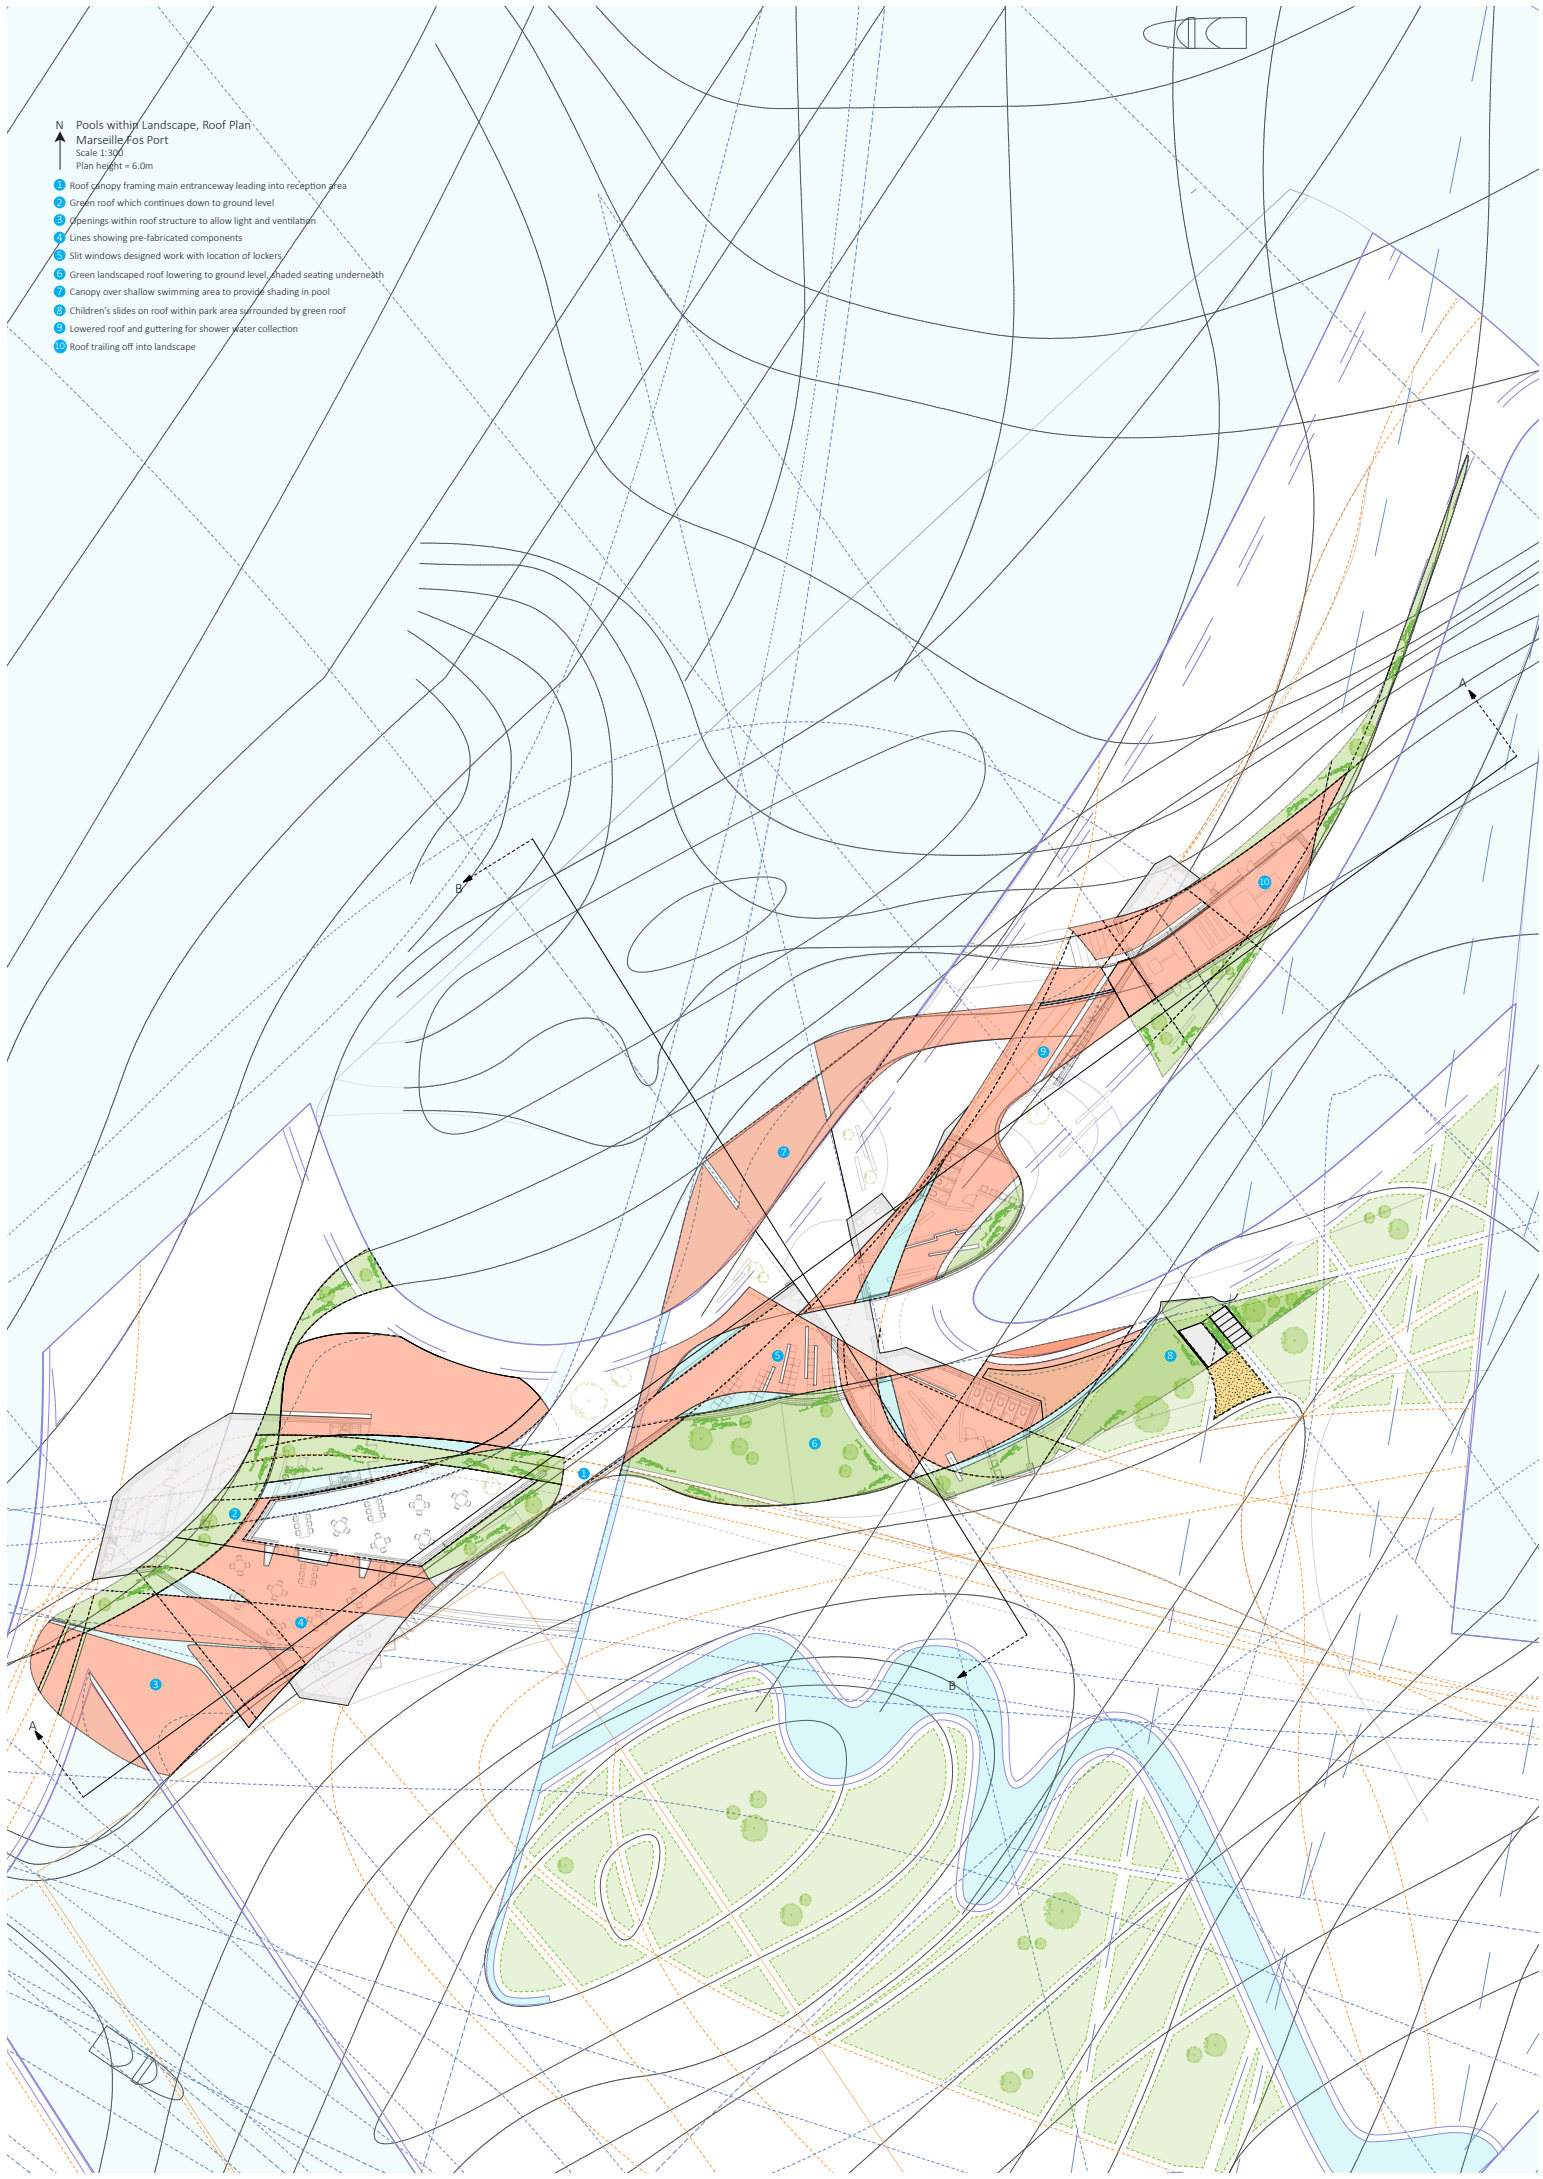 N Pools within Landscape, Roof Plan
Marseille Fos Port
Scale 1:300
Plan height = 6.0m
1 Roof canopy framing main entranceway leading into reception area
2 Green roof which continues down to ground level
3 Openings within roof structure to allow light and ventilation
4 Lines showing pre-fabricated components
5 Slit windows designed work with location of lockers
6 Green landscaped roof lowering to ground level, shaded seating underneath
7 Canopy over shallow swimming area to provide shading in pool
8 Children's slides on roof within park area surrounded by green roof
9 Lowered roof and guttering for shower water collection
10 Roof trailing off into landscape
A
B
10
9
7
5
8
6
1
2
4
3
B
A